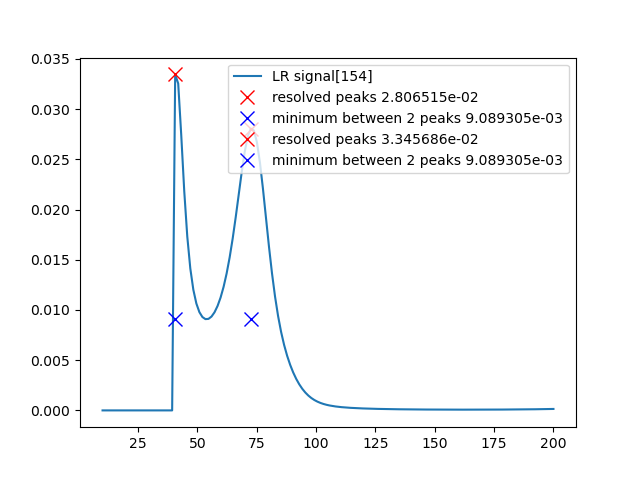 0.035
0.030
0.025
0.020
0.015
0.010
0.005
0.000
LR signal[154]
resolved peaks 2.806515e-02
minimum between 2 peaks 9.089305e-03
resolved peaks 3.345686e-02
minimum between 2 peaks 9.089305e-03
25 50 75 100 125 150 175 200